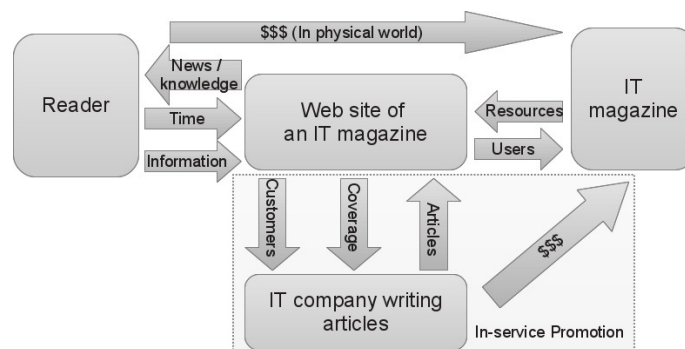 $$$ (In physical world)
News /
knowledge
Reader
Time
Information
Web site of
an IT magazine
Resources
Users
IT
magazine
Customers
Coverage
Articles
$$$
IT company writing
articles
In-service Promotion